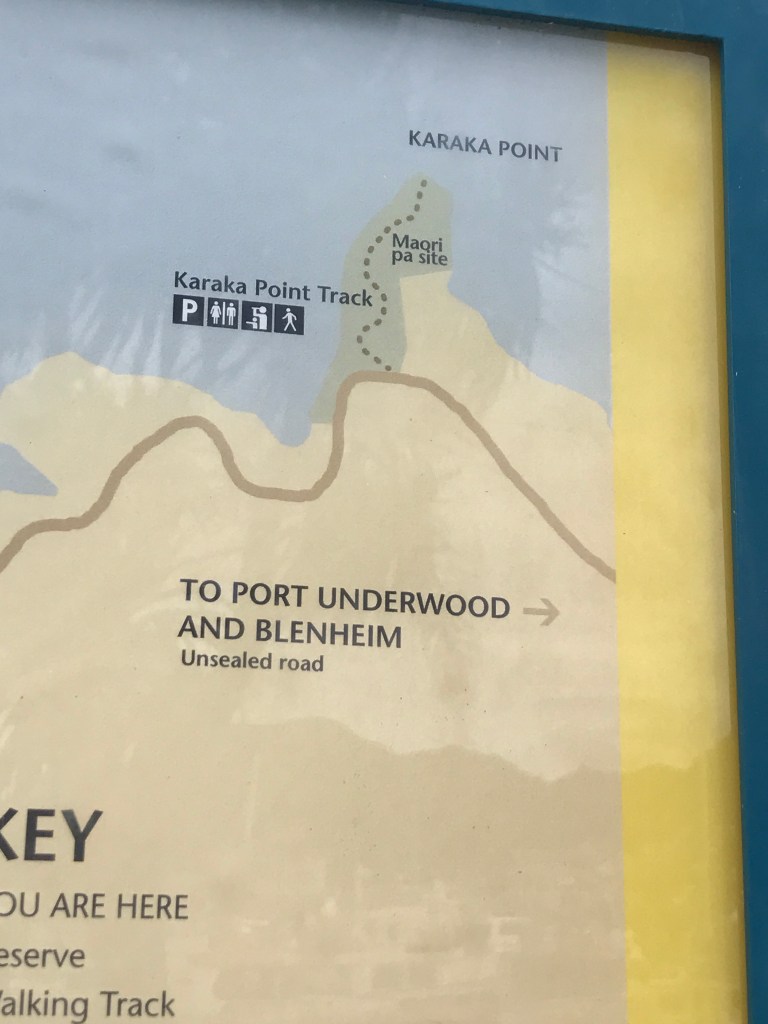 KARAKA POINT
Maori
pa site
Karaka Point Track
P
TO PORT UNDERWOOD
AND BLENHEIM
Unsealed road
KEY
OU ARE HERE
eserve
alking Track